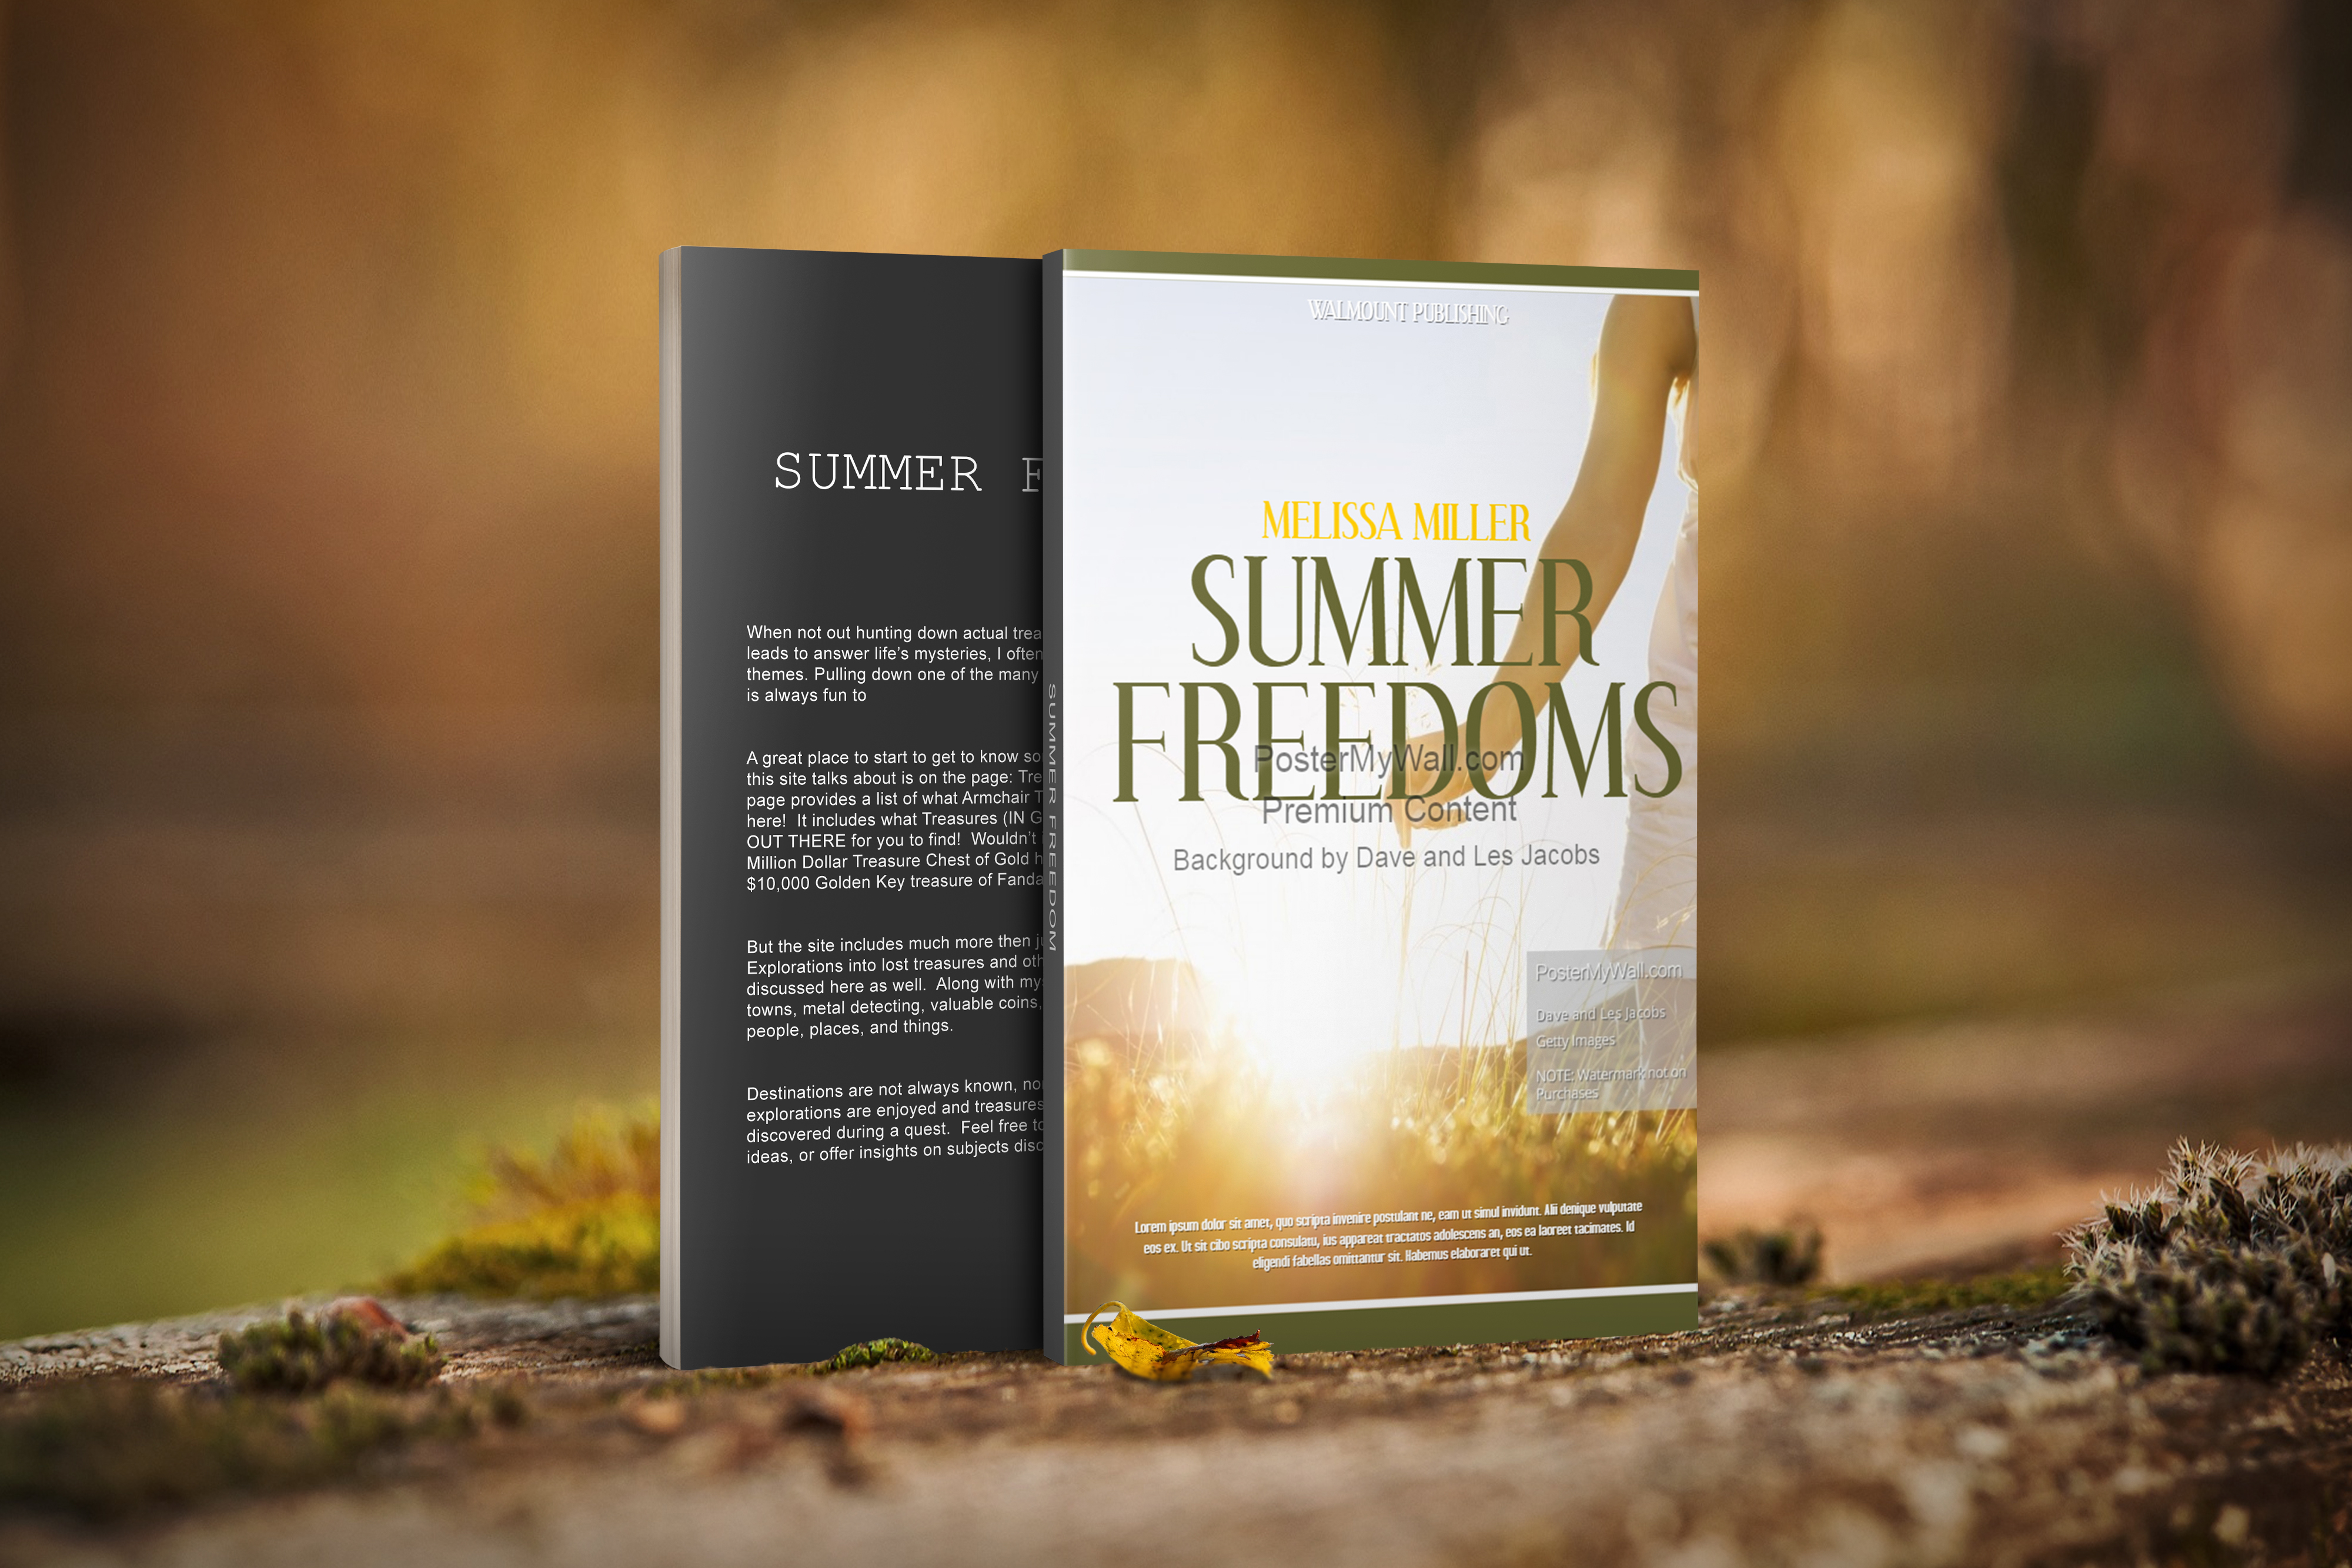 SUMMER F
When not out hunting down actual trea
leads to answer life's mysteries, I often
themes. Pulling down one of the many
is always fun to
A great place to start to get to know so
this site talks about is on the page: Tre
page provides a list of what Armchair T
here!  It includes what Treasures (IN G
OUT THERE for you to find!  Wouldn't
Million Dollar Treasure Chest of Gold h
$10,000 Golden Key treasure of Fanda
But the site includes much more then ju
Explorations into lost treasures and oth
discussed here as well.  Along with my
towns, metal detecting, valuable coins,
people, places, and things.
Destinations are not always known, nor
explorations are enjoyed and treasures
discovered during a quest.  Feel free to
ideas, or offer insights on subjects disc
SUMMER FREEDOM
WALMOUNT PUBLISHING
MELISSA MILLER
SUMMER
FREEDOMS
PosterMyWall.com
Premium Content
Background by Dave and Les Jacobs
PosterMyWall.com
Dave and Les Jacobs
Getty Images
NOTE: Watermark not on
Purchases
Lorem ipsum dolor sit amet, quo scripta invenire postulant ne, eam ut simul invidunt. Alii denique vulputate
eos ex. Ut sit cibo scripta consulatu, ius appareat tractatos adolescens an, eos ea laoreet tacimates. Id
eligendi fabellas omittantur sit. Habemus elaboraret qui ut.